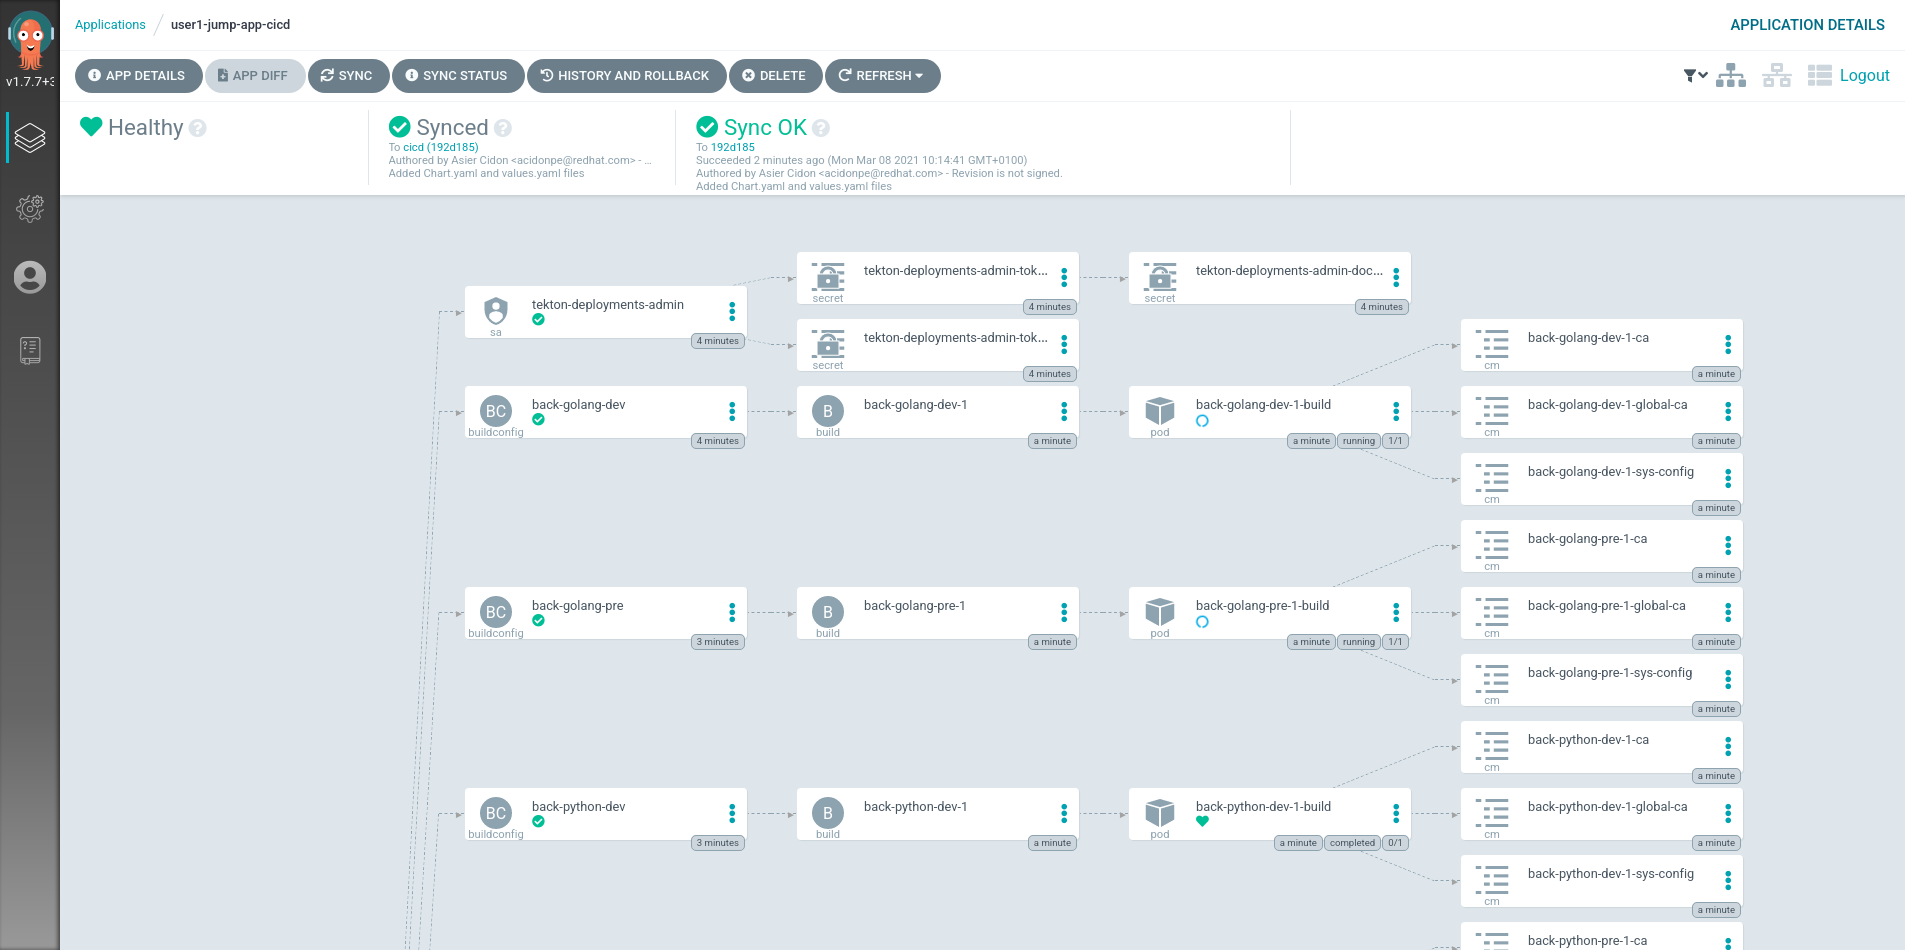 Applications / user1-jump-app-cicd
APPLICATION DETAILS
v1.7.7+3
APP DETAILS
APP DIFF
SYNC
SYNC STATUS
HISTORY AND ROLLBACK
DELETE
REFRESH
Logout
Healthy
Synced
To cicd (192d185)
Authored by Asier Cidon <acidonpe@redhat.com> - ...
Added Chart.yaml and values.yaml files
Sync OK
To 192d185
Succeeded 2 minutes ago (Mon Mar 08 2021 10:14:41 GMT+0100)
Authored by Asier Cidon <acidonpe@redhat.com> - Revision is not signed.
Added Chart.yaml and values.yaml files
tekton-deployments-admin
sa
4 minutes
tekton-deployments-admin-tok...
secret
4 minutes
tekton-deployments-admin-doc...
secret
4 minutes
tekton-deployments-admin-tok...
secret
4 minutes
BC
buildconfig
back-golang-dev
4 minutes
B
build
back-golang-dev-1
a minute
pod
back-golang-dev-1-build
a minute
running
1/1
back-golang-dev-1-ca
cm
a minute
back-golang-dev-1-global-ca
cm
a minute
back-golang-dev-1-sys-config
cm
a minute
BC
buildconfig
back-golang-pre
3 minutes
B
build
back-golang-pre-1
a minute
pod
back-golang-pre-1-build
a minute
running
1/1
back-golang-pre-1-ca
cm
a minute
back-golang-pre-1-global-ca
cm
a minute
back-golang-pre-1-sys-config
cm
a minute
BC
buildconfig
back-python-dev
3 minutes
B
build
back-python-dev-1
a minute
pod
back-python-dev-1-build
a minute
completed
0/1
back-python-dev-1-ca
cm
a minute
back-python-dev-1-global-ca
cm
a minute
back-python-dev-1-sys-config
cm
a minute
back-python-pre-1-ca